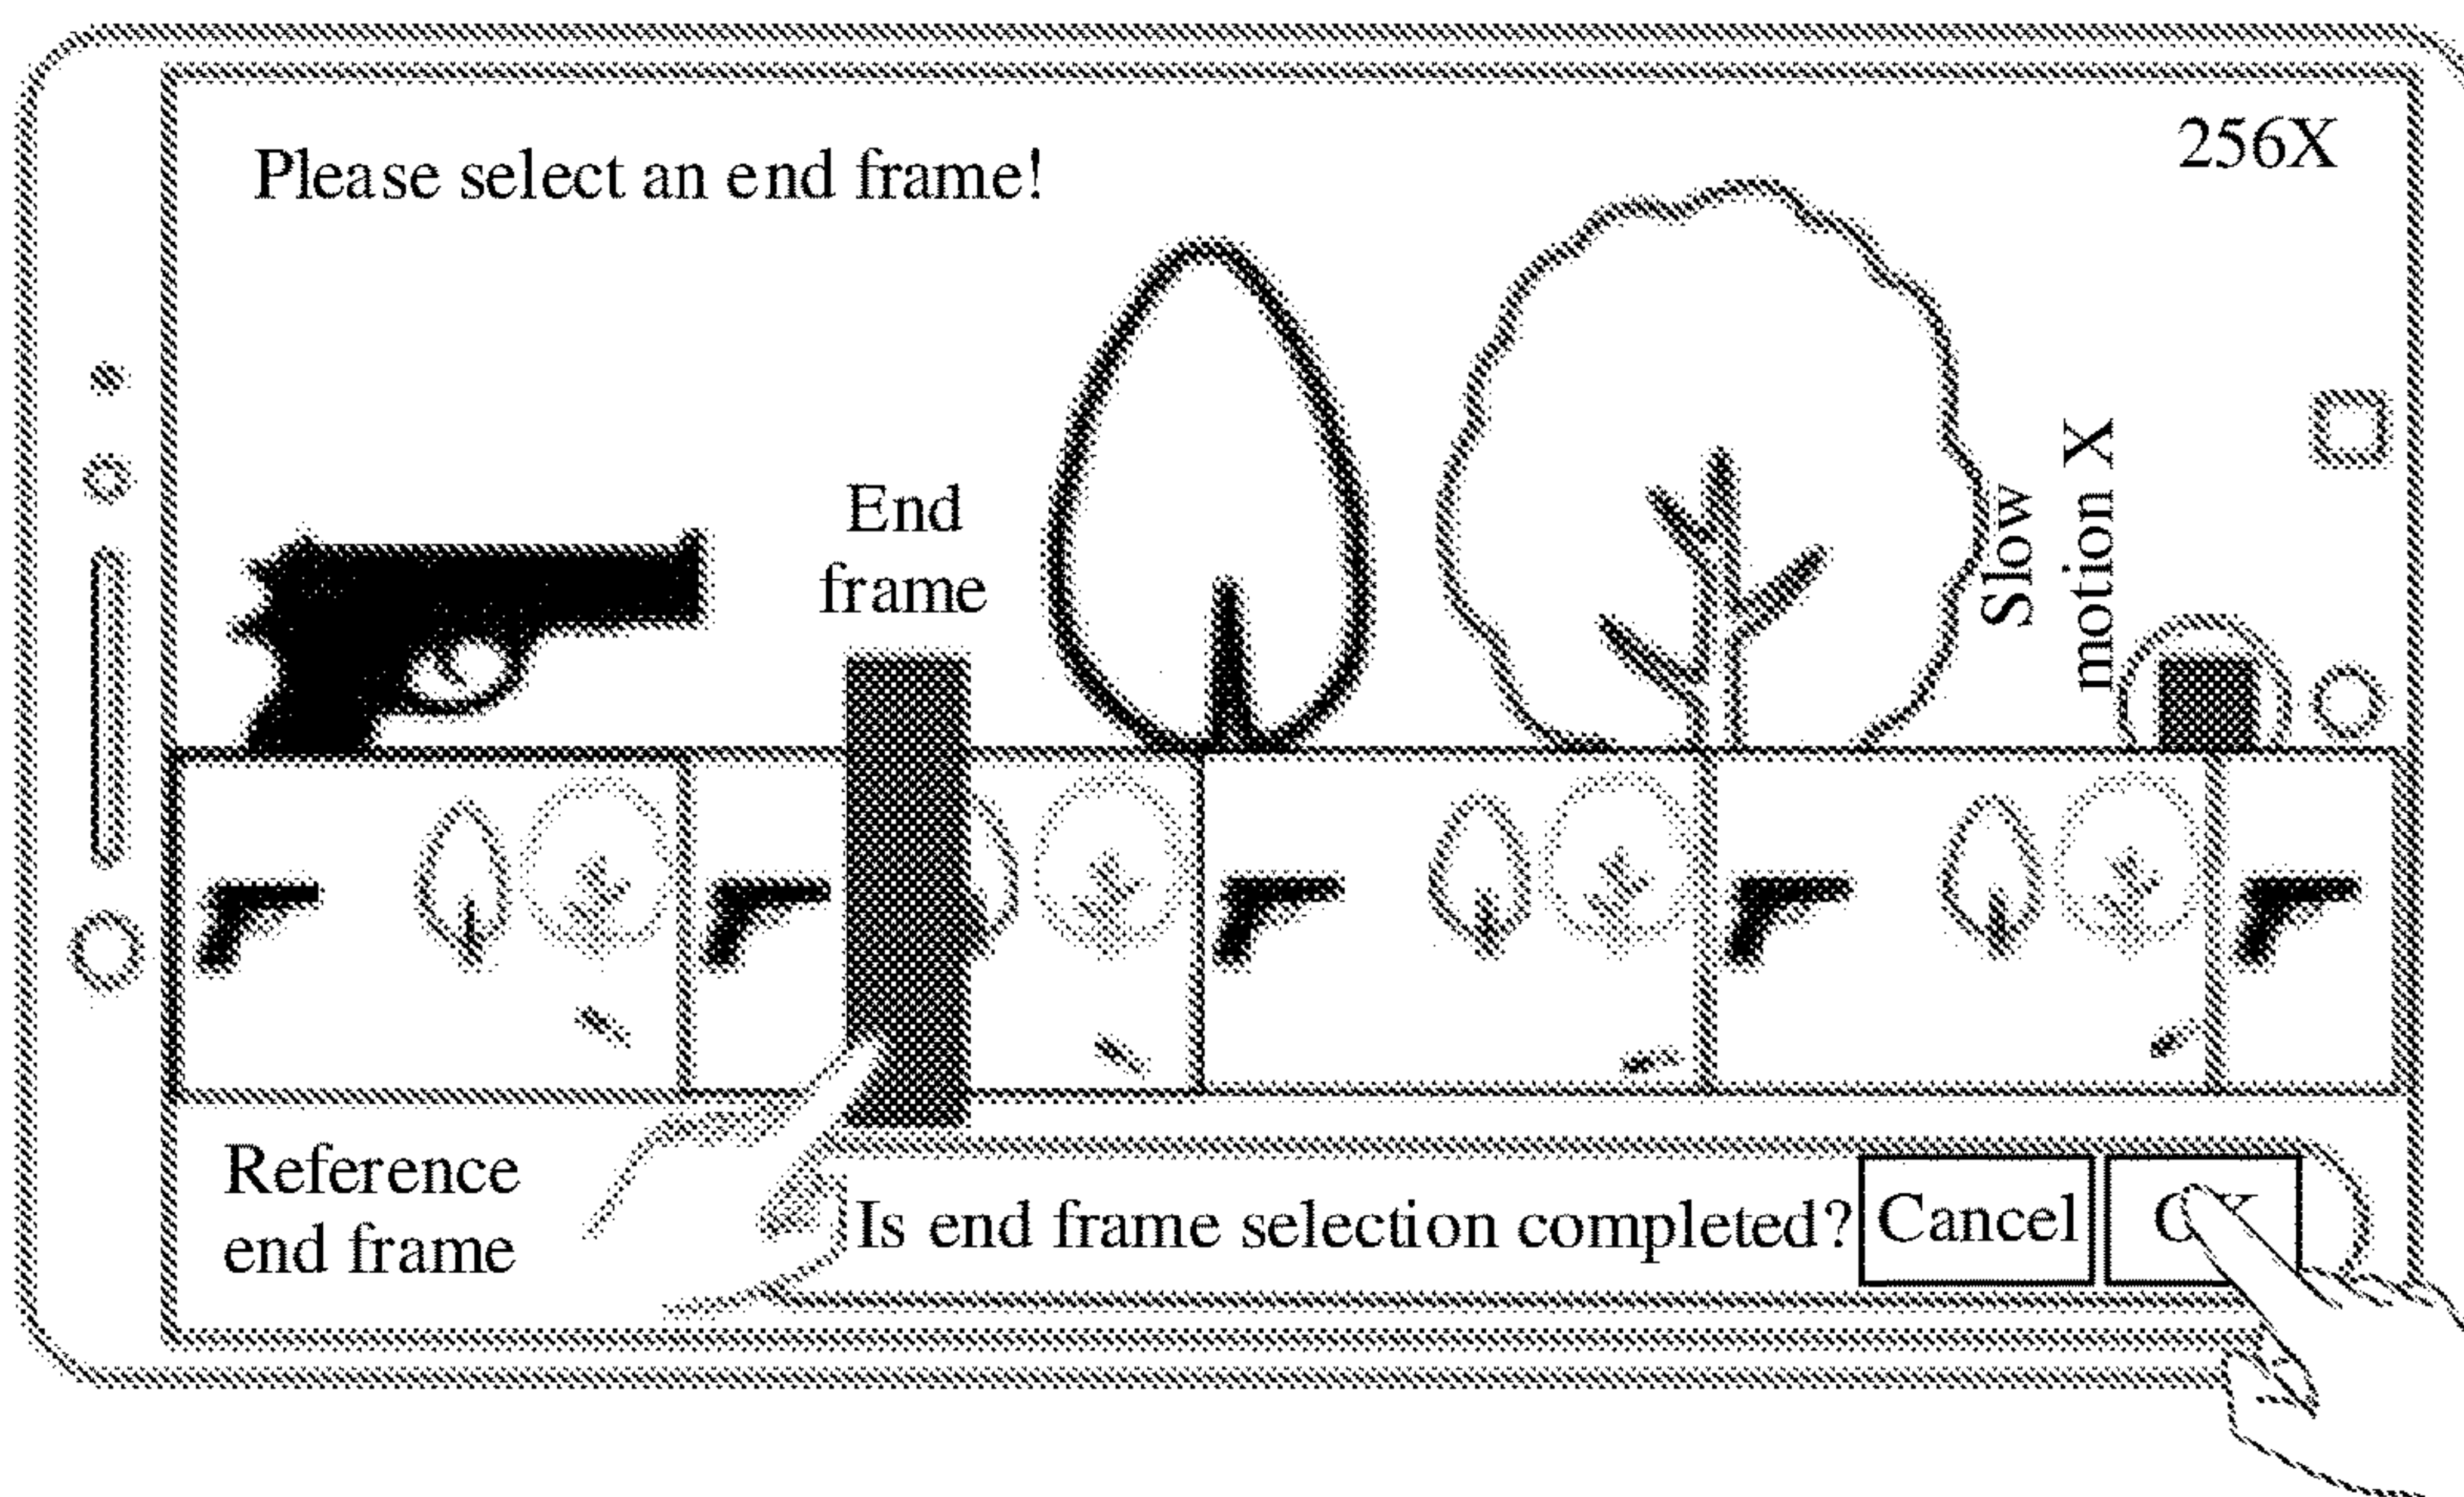 Please select an end frame!
256X
End
frame
Slow
motion X
Reference
end frame
Is end frame selection completed?
Cancel